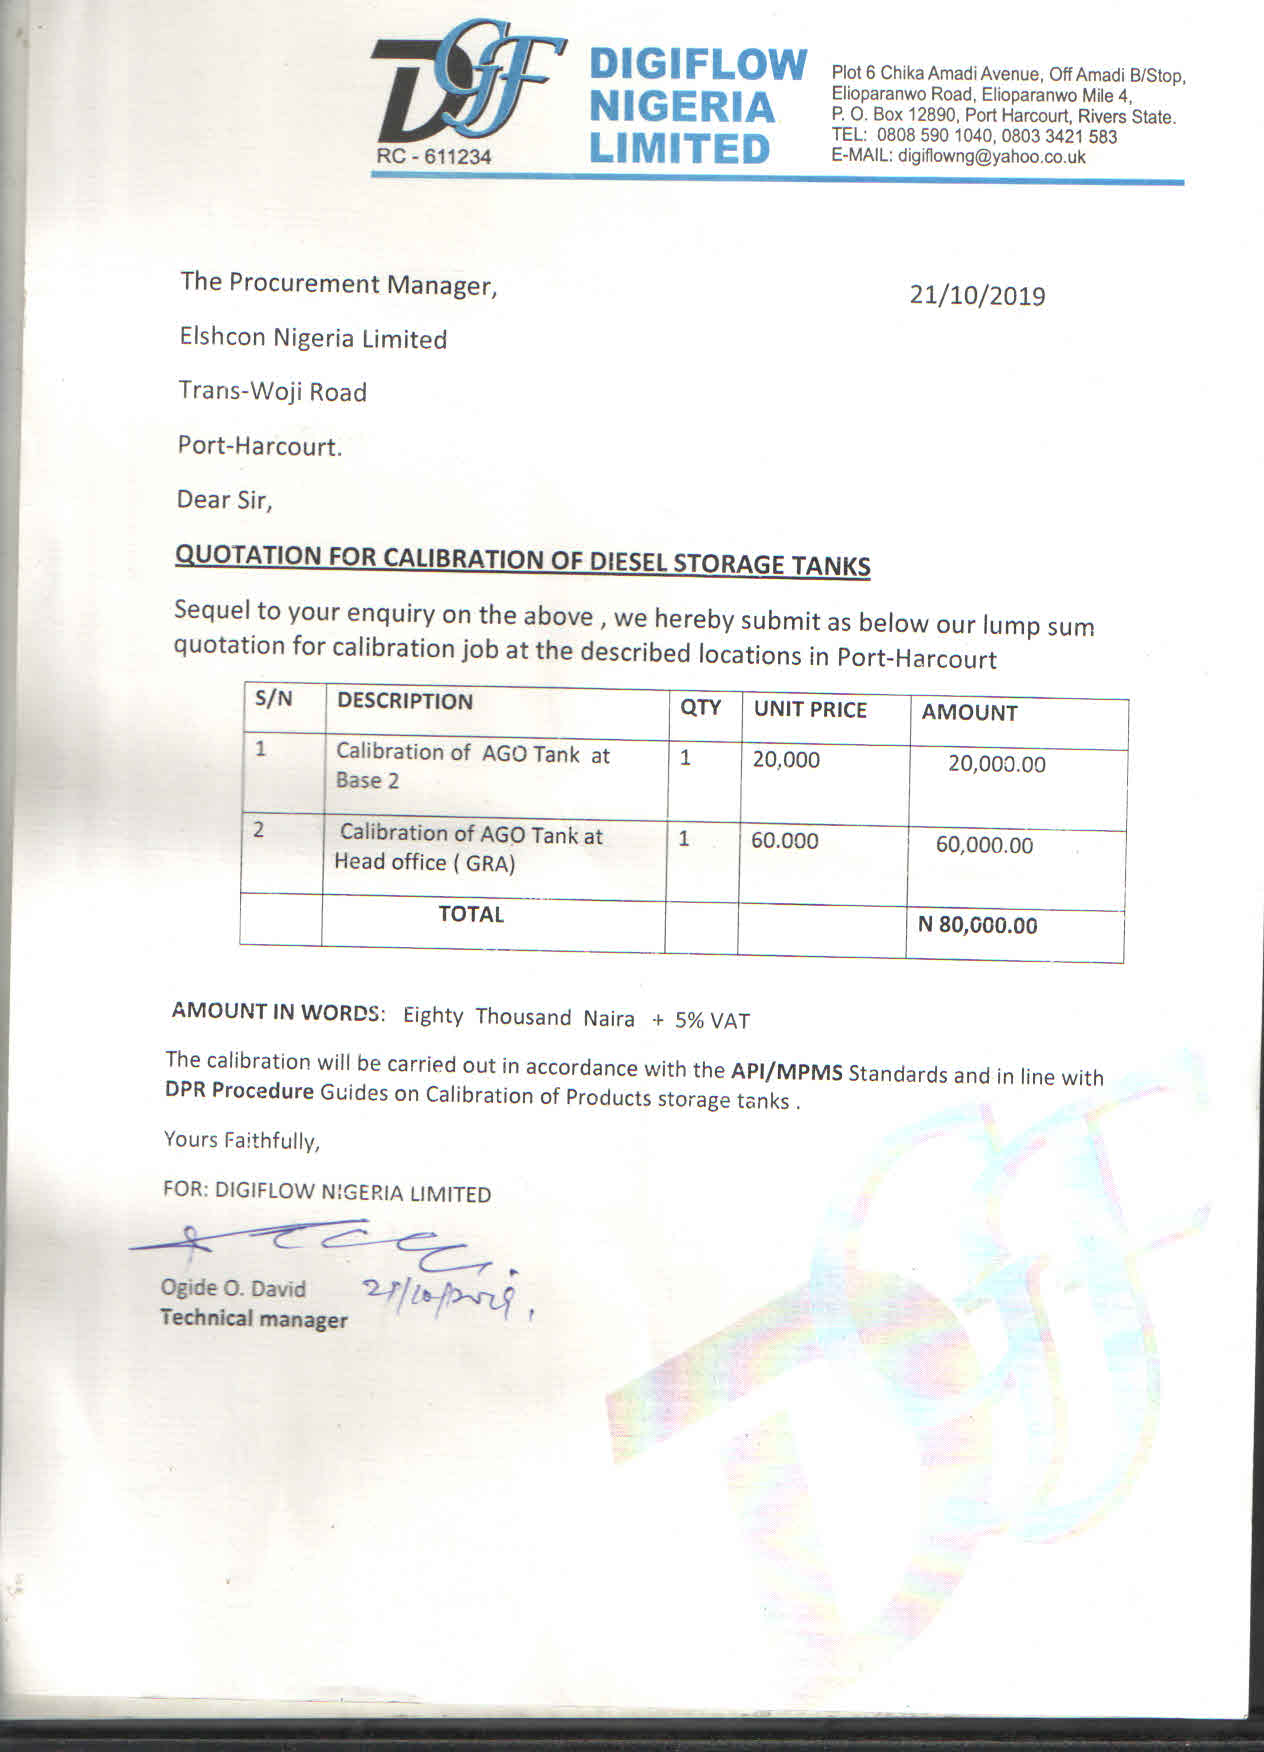 DGF
RC - 611234
DIGIFLOW
NIGERIA
LIMITED
Plot 6 Chika Amadi Avenue, Off Amadi B/Stop,
Elioparanwo Road, Elioparanwo Mile 4,
P. O. Box 12890, Port Harcourt, Rivers State.
TEL: 0808 590 1040, 0803 3421 583
E-MAIL: digiflowng@yahoo.co.uk
The Procurement Manager,
21/10/2019
Elshcon Nigeria Limited
Trans-Woji Road
Port-Harcourt.
Dear Sir,
QUOTATION FOR CALIBRATION OF DIESEL STORAGE TANKS
Sequel to your enquiry on the above , we hereby submit as below our lump sum
quotation for calibration job at the described locations in Port-Harcourt
S/N DESCRIPTION QTY UNIT PRICE AMOUNT
1 Calibration of AGO Tank at 1 20,000 20,000.00
Base 2
2 Calibration of AGO Tank at 1 60.000 60,000.00
Head office ( GRA)
TOTAL N 80,000.00
AMOUNT IN WORDS: Eighty Thousand Naira + 5% VAT
The calibration will be carried out in accordance with the API/MPMS Standards and in line with
DPR Procedure Guides on Calibration of Products storage tanks .
Yours Faithfully,
FOR: DIGIFLOW NIGERIA LIMITED
Ogide O. David
Technical manager